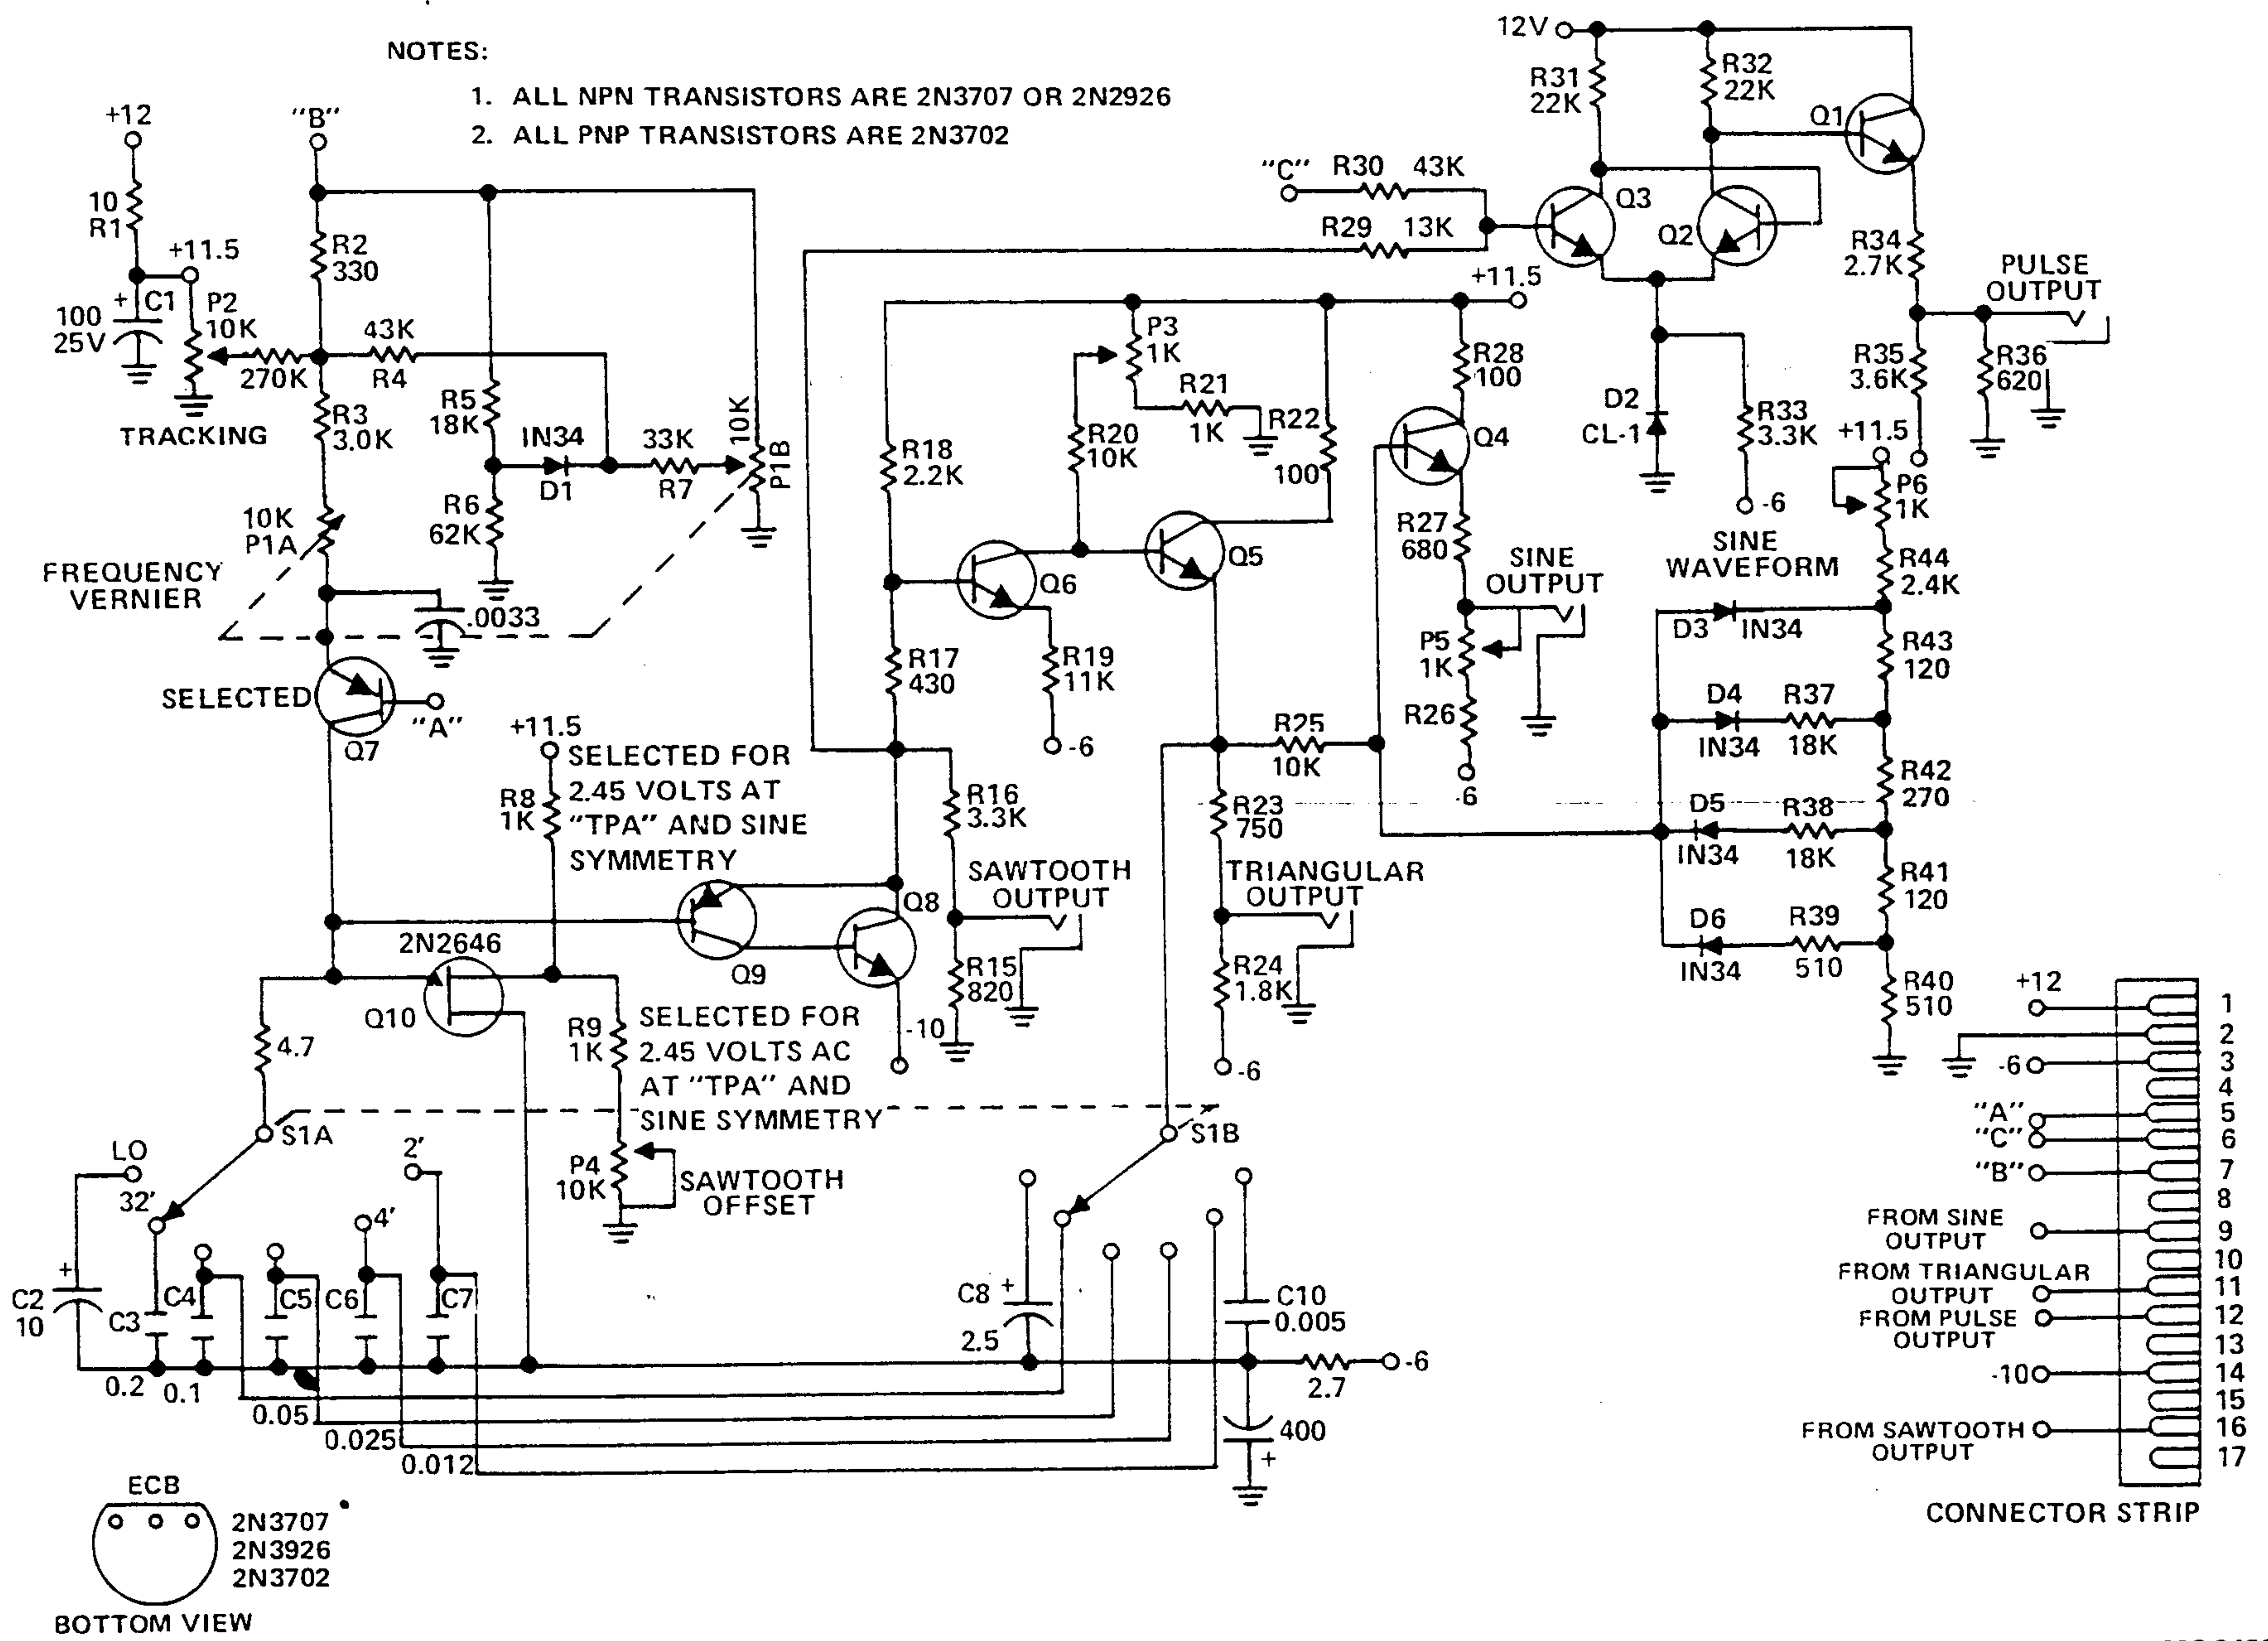 NOTES:
1. ALL NPN TRANSISTORS ARE 2N3707 OR 2N2926
2. ALL PNP TRANSISTORS ARE 2N3702
+12
10
R1
+11.5
+
C1
100
25V
P2
10K
TRACKING
270K
"B"
R2
330
43K
R4
R3
3.0K
R5
18K
IN34
D1
33K
R7
10K
P1B
R6
62K
10K
P1A
FREQUENCY
VERNIER
.0033
SELECTED
Q7
"A"
+11.5
R8
1K
SELECTED FOR
2.45 VOLTS AT
"TPA" AND SINE
SYMMETRY
2N2646
Q10
4.7
R9
1K
SELECTED FOR
2.45 VOLTS AC
AT "TPA" AND
SINE SYMMETRY
P4
10K
SAWTOOTH
OFFSET
S1A
LO
32'
2'
4'
+
C2
10
C3
C4
C5
C6
C7
0.2
0.1
0.05
0.025
0.012
"C"
R30
43K
R29
13K
R18
2.2K
P3
1K
R21
1K
R20
10K
R22
100
+11.5
Q6
Q5
R17
430
R19
11K
-6
R16
3.3K
SAWTOOTH
OUTPUT
Q9
Q8
-10
R15
820
R25
10K
R23
750
TRIANGULAR
OUTPUT
R24
1.8K
-6
S1B
C8
+
2.5
C10
0.005
2.7
-6
400
+
R28
100
Q4
R27
680
SINE
OUTPUT
P5
1K
R26
-6
12V
R31
22K
R32
22K
Q1
Q3
Q2
R34
2.7K
PULSE
OUTPUT
R35
3.6K
R36
620
D2
CL-1
R33
3.3K
-6
+11.5
P6
1K
SINE
WAVEFORM
R44
2.4K
D3
IN34
R43
120
D4
IN34
R37
18K
R42
270
D5
IN34
R38
18K
R41
120
D6
IN34
R39
510
R40
510
+12
1
2
-6
3
4
"A"
5
"C"
6
"B"
7
8
FROM SINE
OUTPUT
9
10
FROM TRIANGULAR
OUTPUT
11
FROM PULSE
OUTPUT
12
13
-10
14
15
FROM SAWTOOTH
OUTPUT
16
17
CONNECTOR STRIP
ECB
2N3707
2N3926
2N3702
BOTTOM VIEW